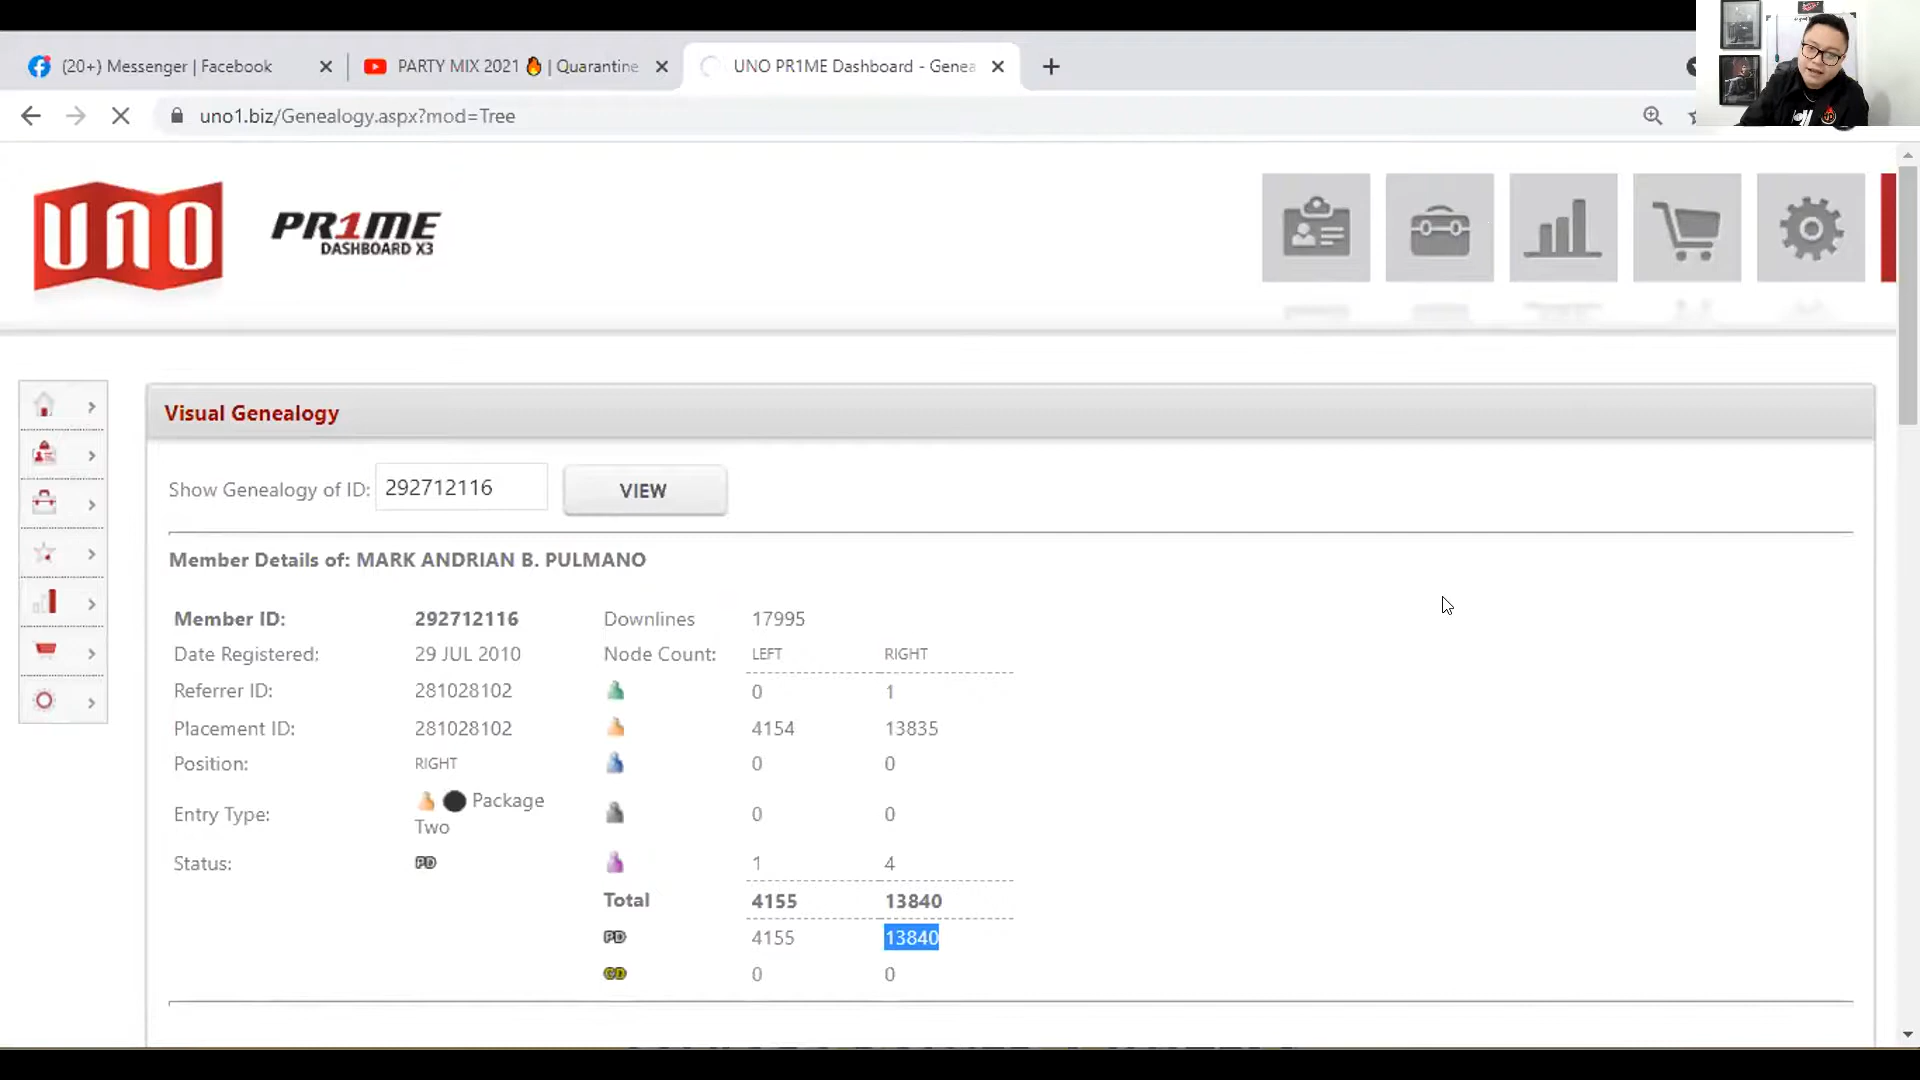 (20+) Messenger | Facebook
PARTY MIX 2021 🔥 | Quarantine
UNO PR1ME Dashboard - Genea
uno1.biz/Genealogy.aspx?mod=Tree
UNO
PR1ME
DASHBOARD X3
Visual Genealogy
Show Genealogy of ID: 292712116 VIEW
Member Details of: MARK ANDRIAN B. PULMANO
Member ID: 292712116 Downlines 17995
Date Registered: 29 JUL 2010 Node Count: LEFT RIGHT
Referrer ID: 281028102 0 1
Placement ID: 281028102 4154 13835
Position: RIGHT 0 0
Entry Type: Package Two 0 0
Status: PD 1 4
Total 4155 13840
PD 4155 13840
CD 0 0